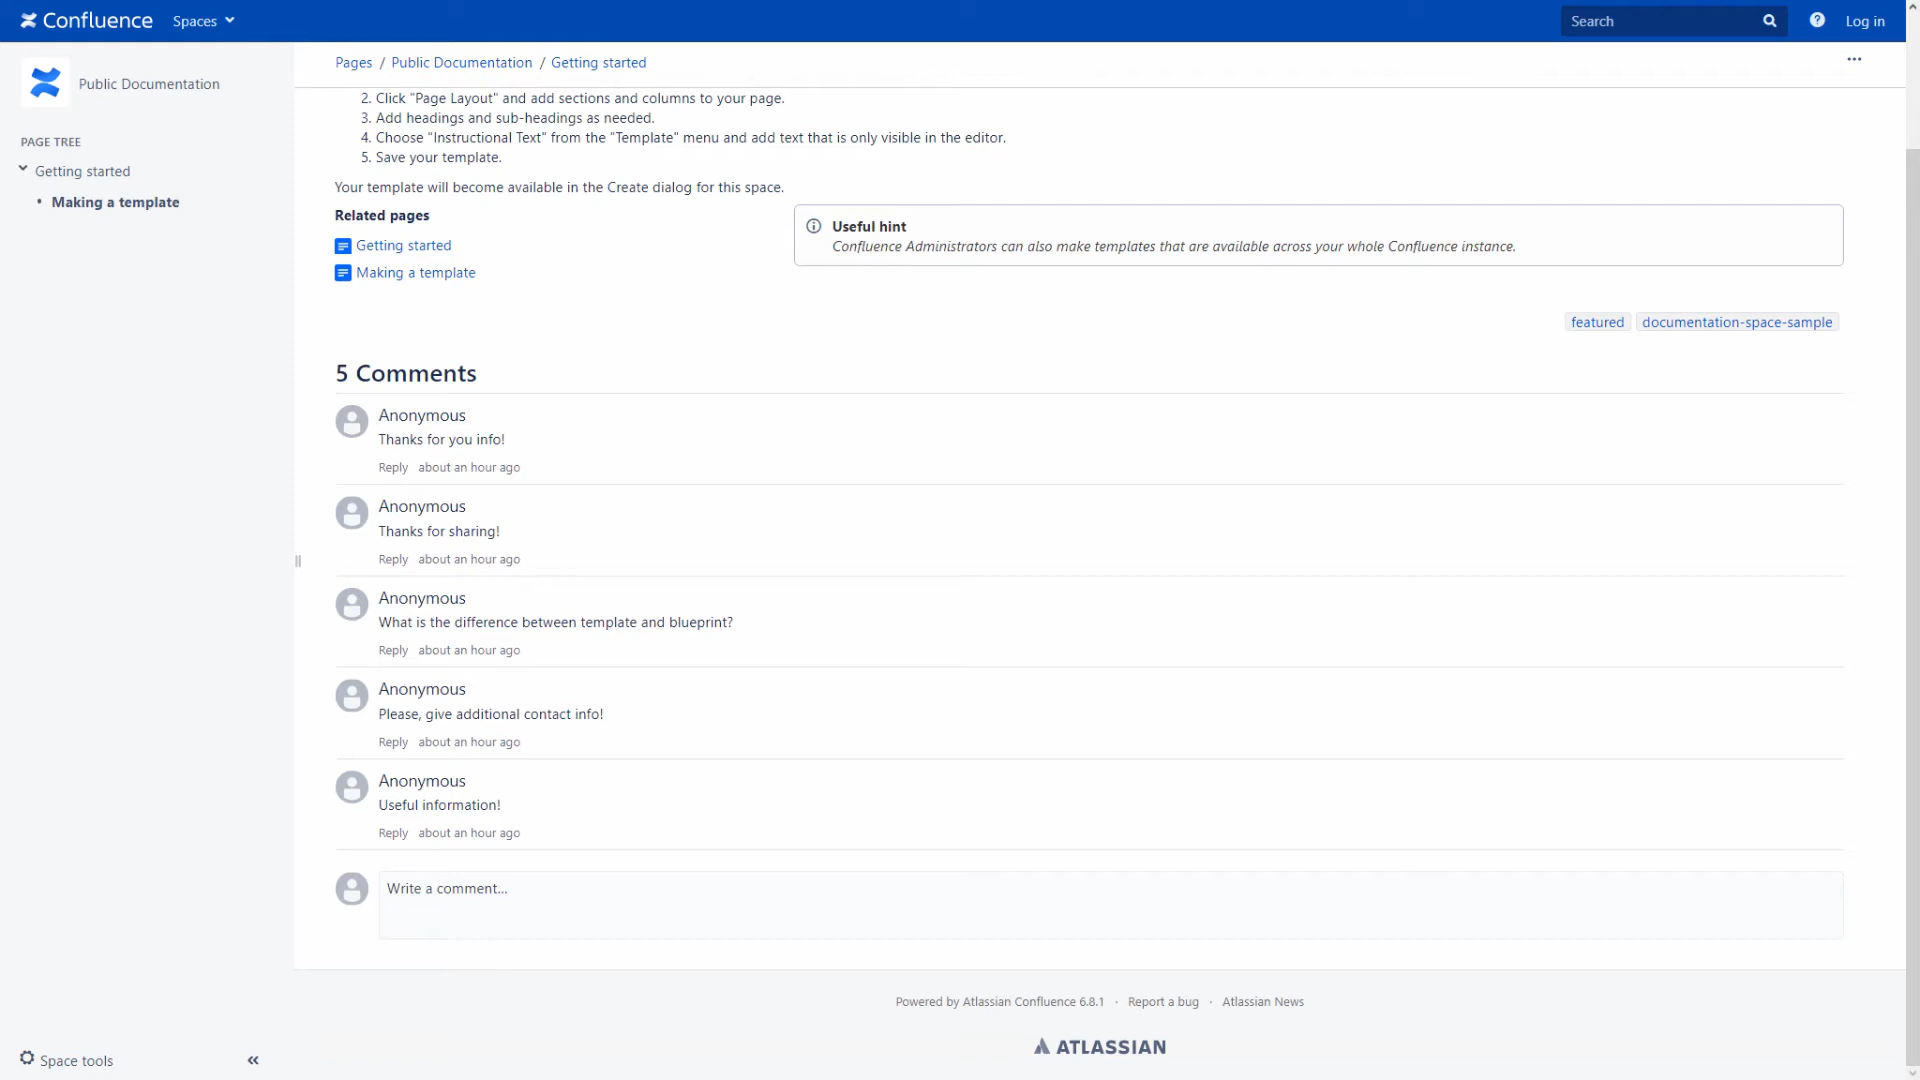 Confluence Spaces Search Log in
Public Documentation
PAGE TREE
Getting started
Making a template
Pages / Public Documentation / Getting started
2. Click "Page Layout" and add sections and columns to your page.
3. Add headings and sub-headings as needed.
4. Choose "Instructional Text" from the "Template" menu and add text that is only visible in the editor.
5. Save your template.
Your template will become available in the Create dialog for this space.
Related pages
Getting started
Making a template
Useful hint
Confluence Administrators can also make templates that are available across your whole Confluence instance.
featured documentation-space-sample
5 Comments
Anonymous
Thanks for you info!
Reply about an hour ago
Anonymous
Thanks for sharing!
Reply about an hour ago
Anonymous
What is the difference between template and blueprint?
Reply about an hour ago
Anonymous
Please, give additional contact info!
Reply about an hour ago
Anonymous
Useful information!
Reply about an hour ago
Write a comment...
Powered by Atlassian Confluence 6.8.1 · Report a bug · Atlassian News
ATLASSIAN
Space tools